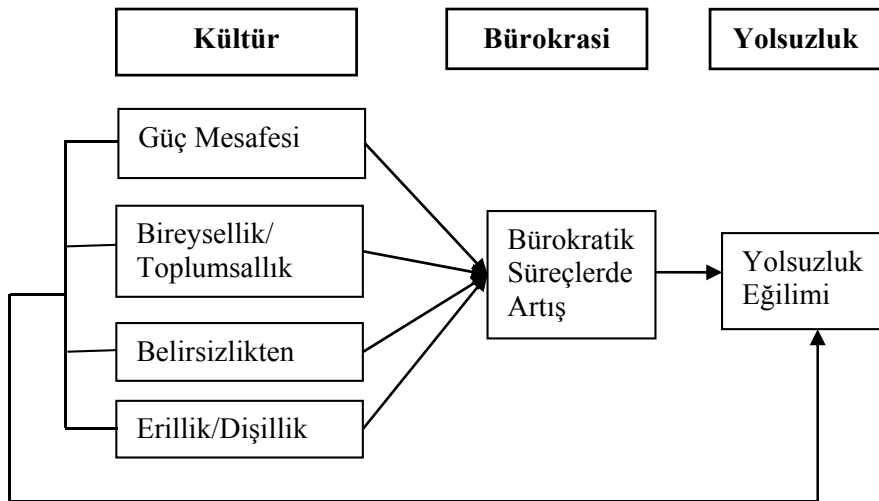 Kültür
Bürokrasi
Yolsuzluk
Güç Mesafesi
Bireysellik/
Toplumsallık
Belirsizlikten
Erillik/Dişillik
Bürokratik
Süreçlerde
Artış
Yolsuzluk
Eğilimi